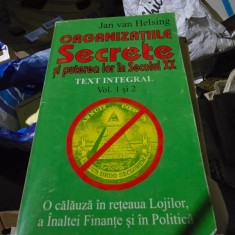 Jan van Helsing
ORGANIZAȚIILE
Secrete
și puterea lor în Secolul XX
TEXT INTEGRAL
Vol. 1 și 2
O călăuză în rețeaua Lojilor,
a Înaltei Finanțe și în Politică